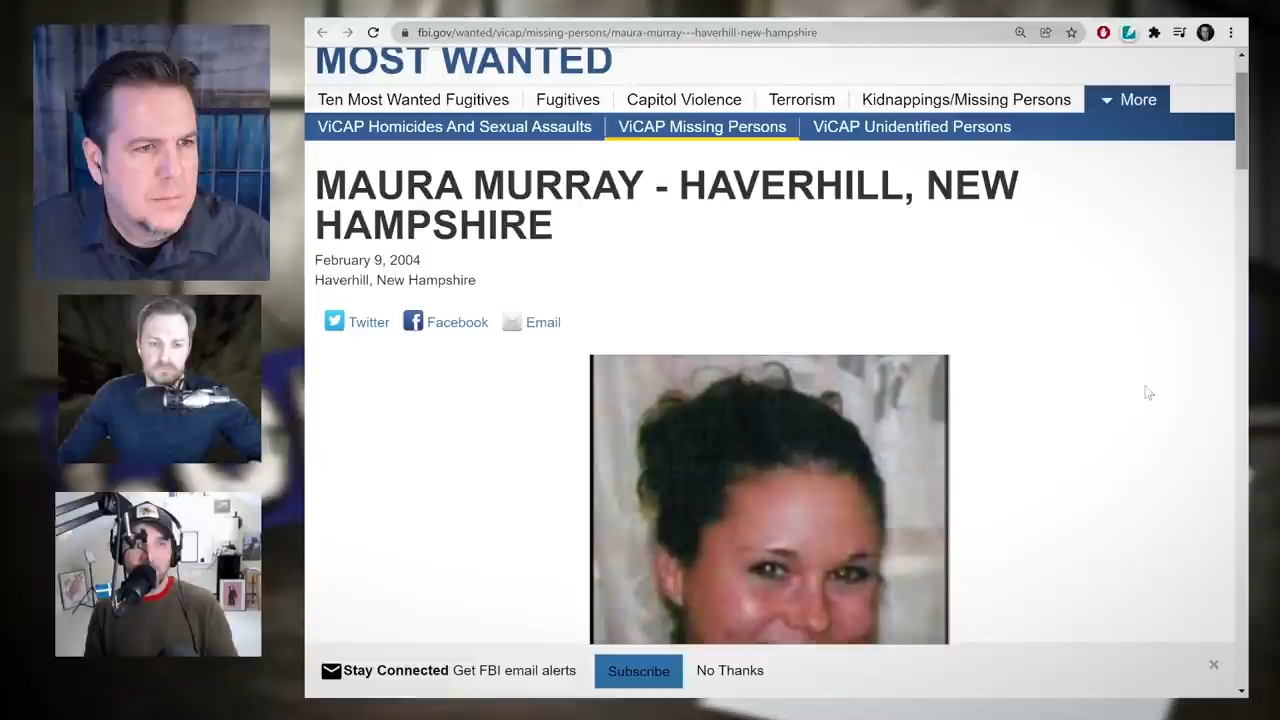 fbi.gov/wanted/vicap/missing-persons/maura-murray---haverhill-new-hampshire
MOST WANTED
Ten Most Wanted Fugitives
Fugitives
Capitol Violence
Terrorism
Kidnappings/Missing Persons
More
ViCAP Homicides And Sexual Assaults
ViCAP Missing Persons
ViCAP Unidentified Persons
MAURA MURRAY - HAVERHILL, NEW
HAMPSHIRE
February 9, 2004
Haverhill, New Hampshire
Twitter
Facebook
Email
Stay Connected Get FBI email alerts
Subscribe
No Thanks